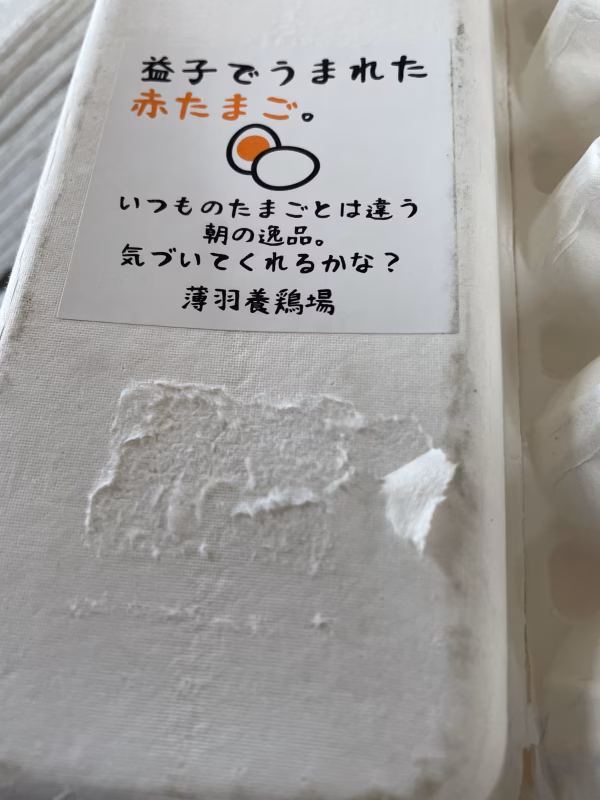 益子でうまれた
赤たまご。
いつものたまごとは違う
朝の逸品。
気づいてくれるかな？
薄羽養鶏場